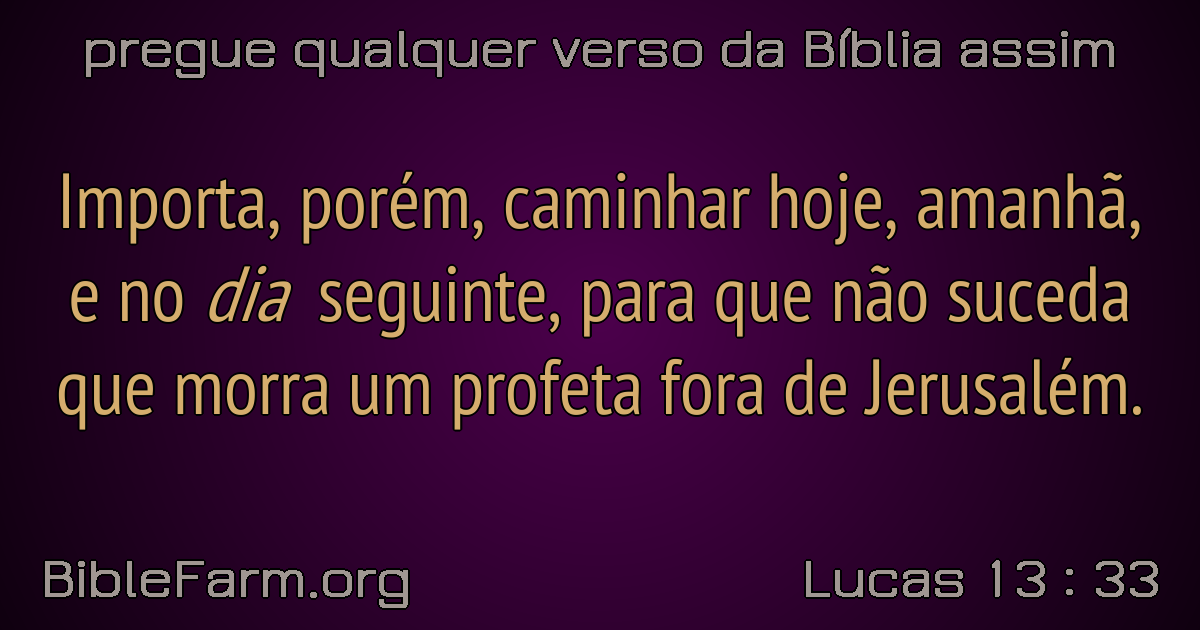 pregue qualquer verso da Bíblia assim
Importa, porém, caminhar hoje, amanhã,
e no dia seguinte, para que não suceda
que morra um profeta fora de Jerusalém.
BibleFarm.org
Lucas 13 : 33